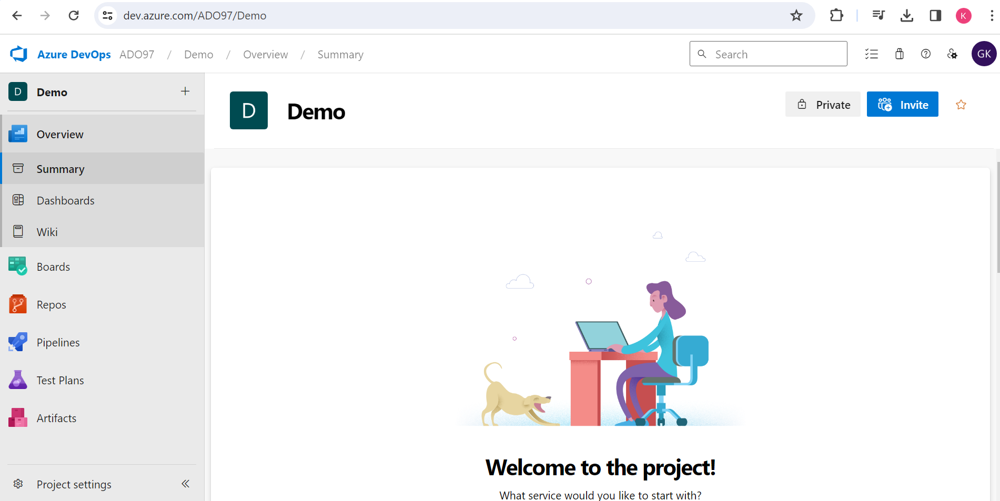 dev.azure.com/ADO97/Demo
K
Azure DevOps ADO97 / Demo / Overview / Summary
Search
GK
D Demo
D Demo
Private
Invite
Overview
Summary
Dashboards
Wiki
Boards
Repos
Pipelines
Test Plans
Artifacts
Project settings
Welcome to the project!
What service would you like to start with?